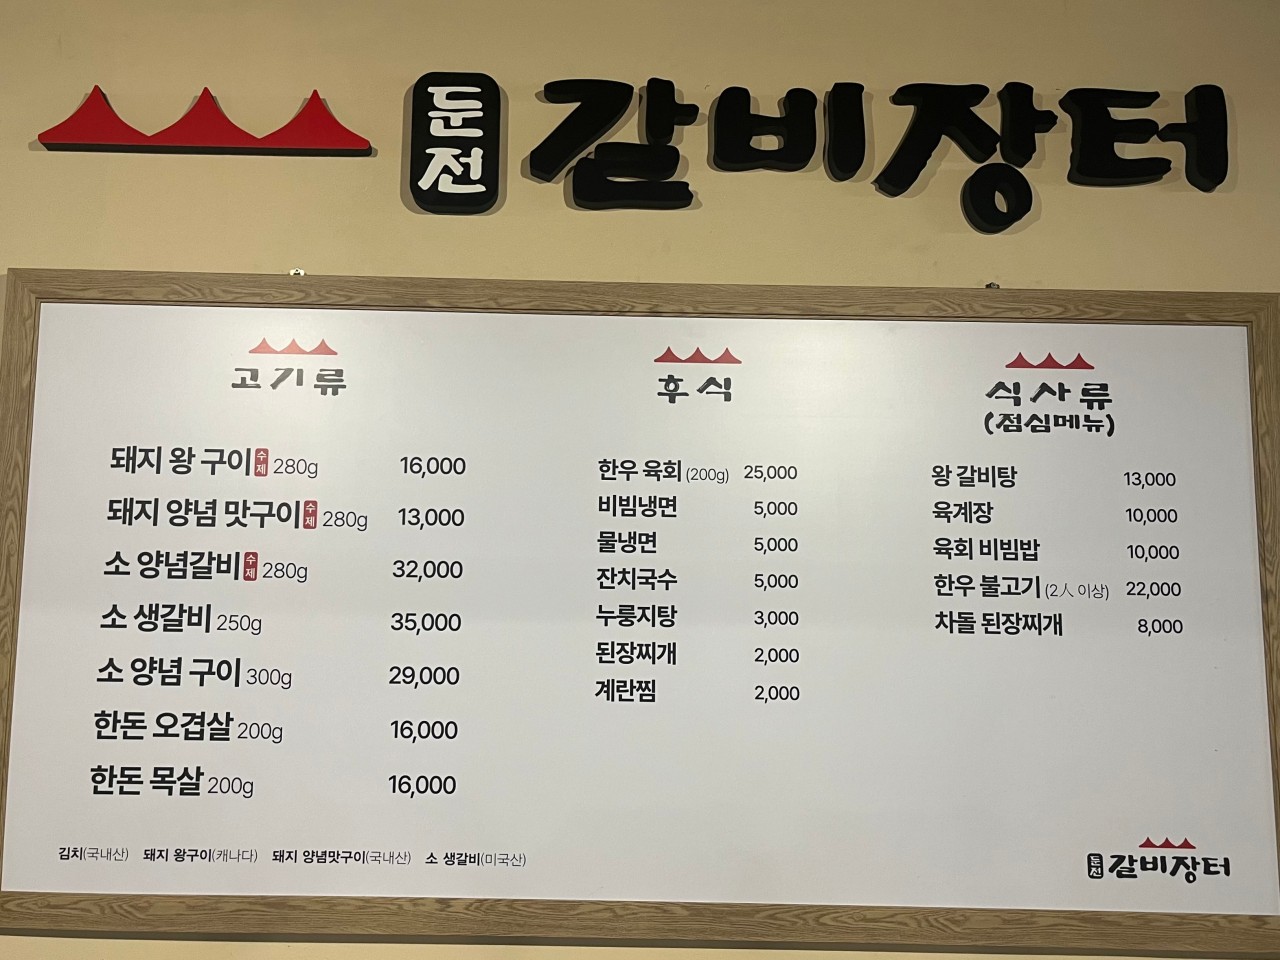 둔전 갈비장터
고기류
돼지 왕 구이 수제 280g 16,000
돼지 양념 맛구이 수제 280g 13,000
소 양념갈비 수제 280g 32,000
소 생갈비 250g 35,000
소 양념 구이 300g 29,000
한돈 오겹살 200g 16,000
한돈 목살 200g 16,000
후식
한우 육회 (200g) 25,000
비빔냉면 5,000
물냉면 5,000
잔치국수 5,000
누룽지탕 3,000
된장찌개 2,000
계란찜 2,000
식사류
(점심메뉴)
왕 갈비탕 13,000
육계장 10,000
육회 비빔밥 10,000
한우 불고기 (2人 이상) 22,000
차돌 된장찌개 8,000
김치(국내산) 돼지 왕구이(캐나다) 돼지 양념맛구이(국내산) 소 생갈비(미국산)
둔전 갈비장터